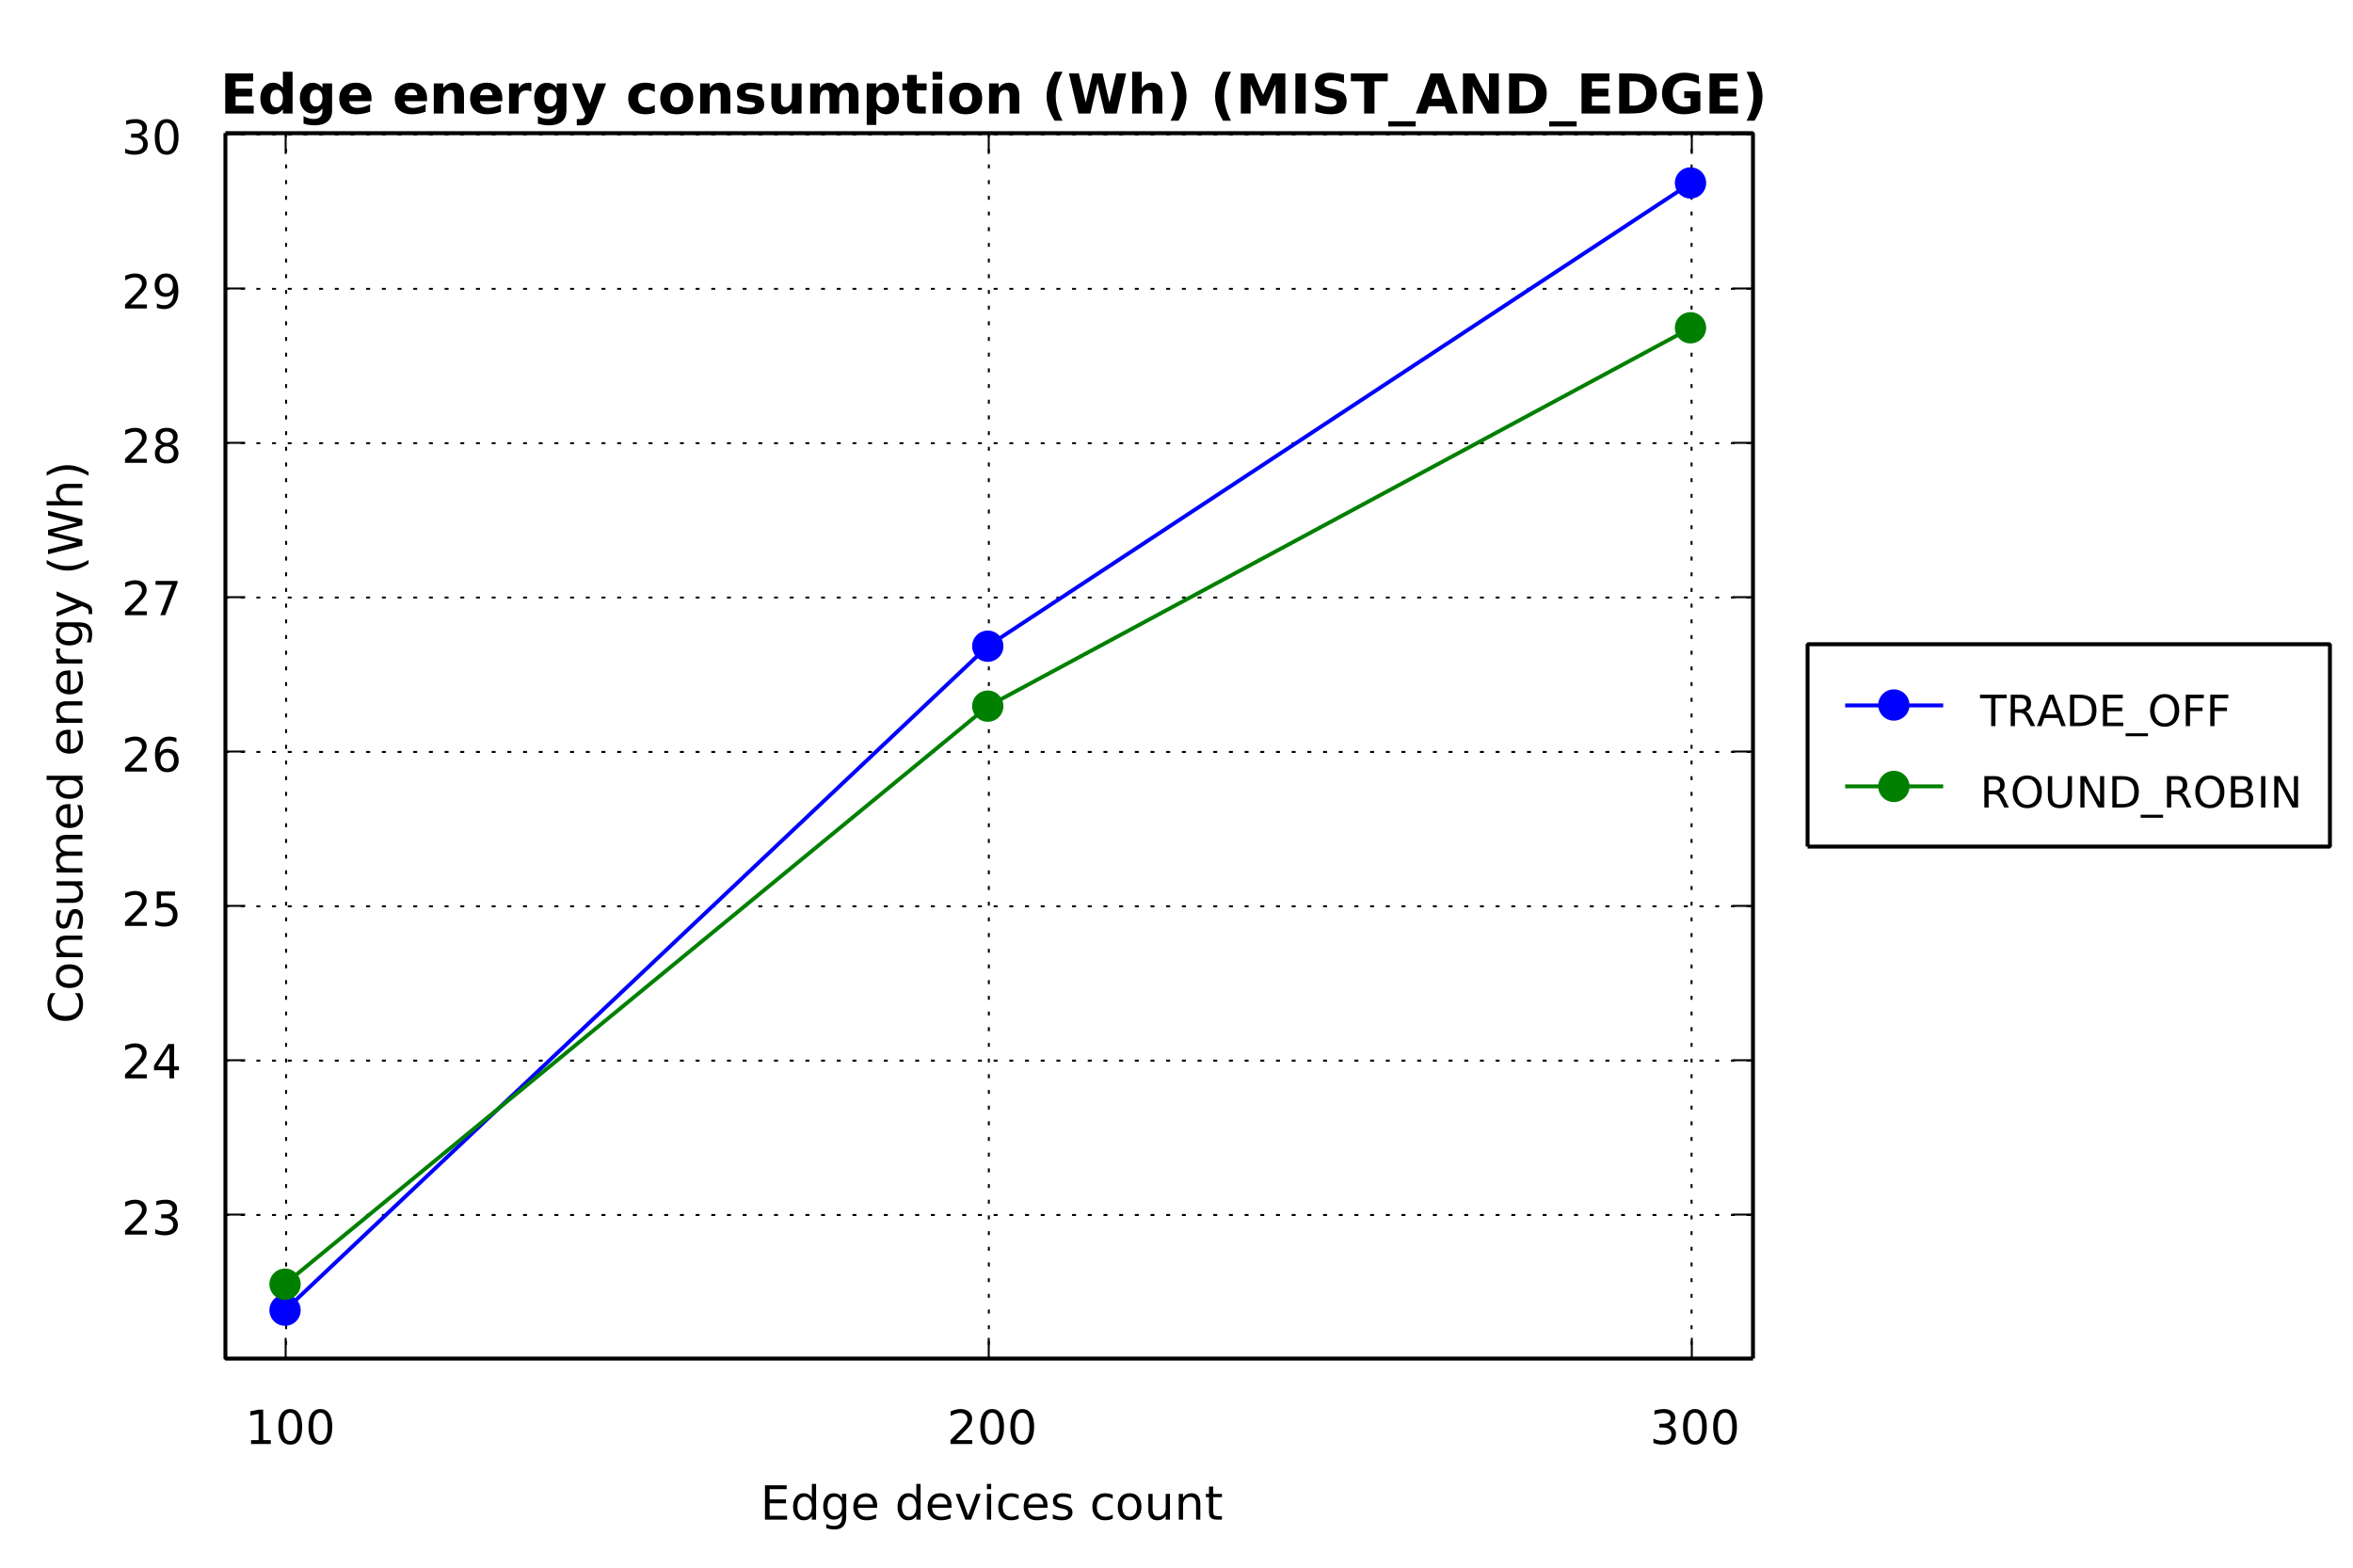 Edge energy consumption (Wh) (MIST_AND_EDGE)
30
29
28
27
26
25
24
23
Consumed energy (Wh)
TRADE_OFF
ROUND_ROBIN
100 200 300
Edge devices count